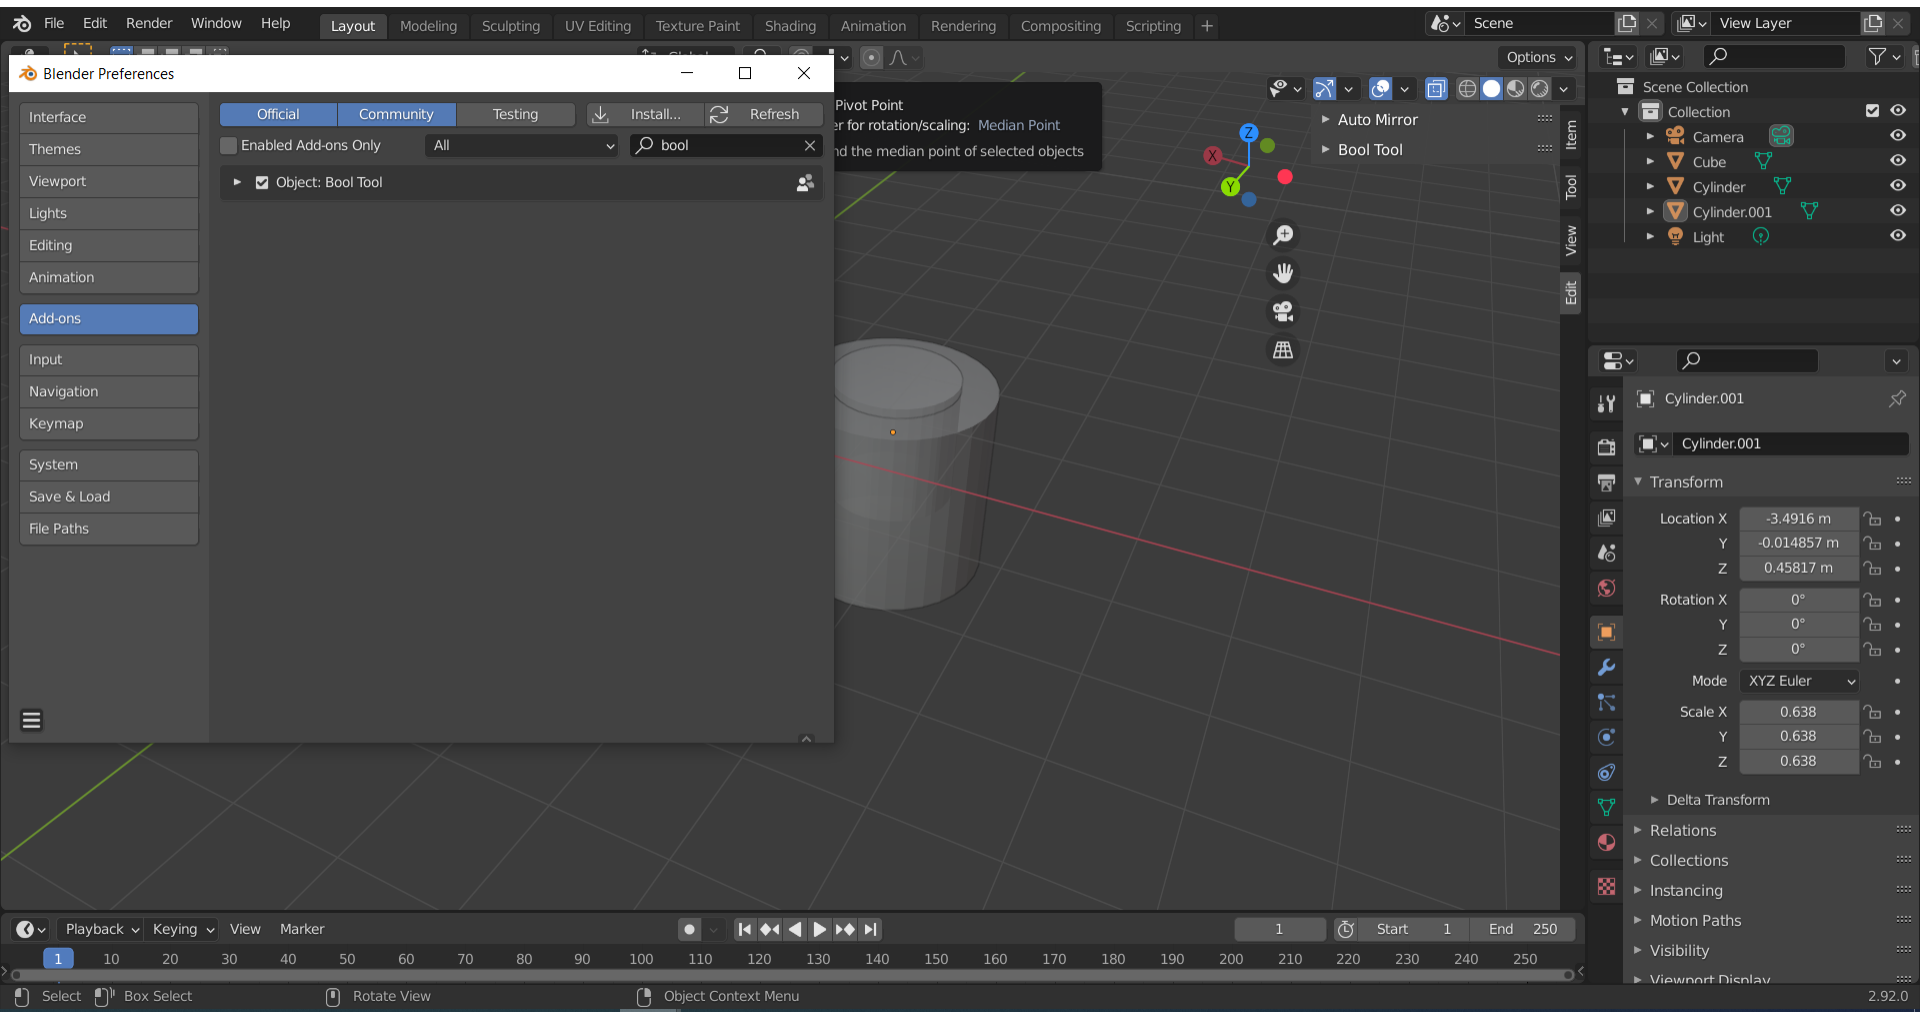 File Edit Render Window Help Layout Modeling Sculpting UV Editing Texture Paint Shading Animation Rendering Compositing Scripting + Scene View Layer
Options
Blender Preferences
Interface
Themes
Viewport
Lights
Editing
Animation
Add-ons
Input
Navigation
Keymap
System
Save & Load
File Paths
Official Community Testing Install... Refresh
Enabled Add-ons Only All bool
Object: Bool Tool
Pivot Point
for rotation/scaling: Median Point
the median point of selected objects
Z
X
Y
Auto Mirror
Bool Tool
Item
Tool
View
Edit
Scene Collection
Collection
Camera
Cube
Cylinder
Cylinder.001
Light
Cylinder.001
Cylinder.001
Transform
Location X -3.4916 m
Y -0.014857 m
Z 0.45817 m
Rotation X 0°
Y 0°
Z 0°
Mode XYZ Euler
Scale X 0.638
Y 0.638
Z 0.638
Delta Transform
Relations
Collections
Instancing
Motion Paths
Visibility
Viewport Display
Playback Keying View Marker 1 Start 1 End 250
1 10 20 30 40 50 60 70 80 90 100 110 120 130 140 150 160 170 180 190 200 210 220 230 240 250
Select Box Select Rotate View Object Context Menu 2.92.0